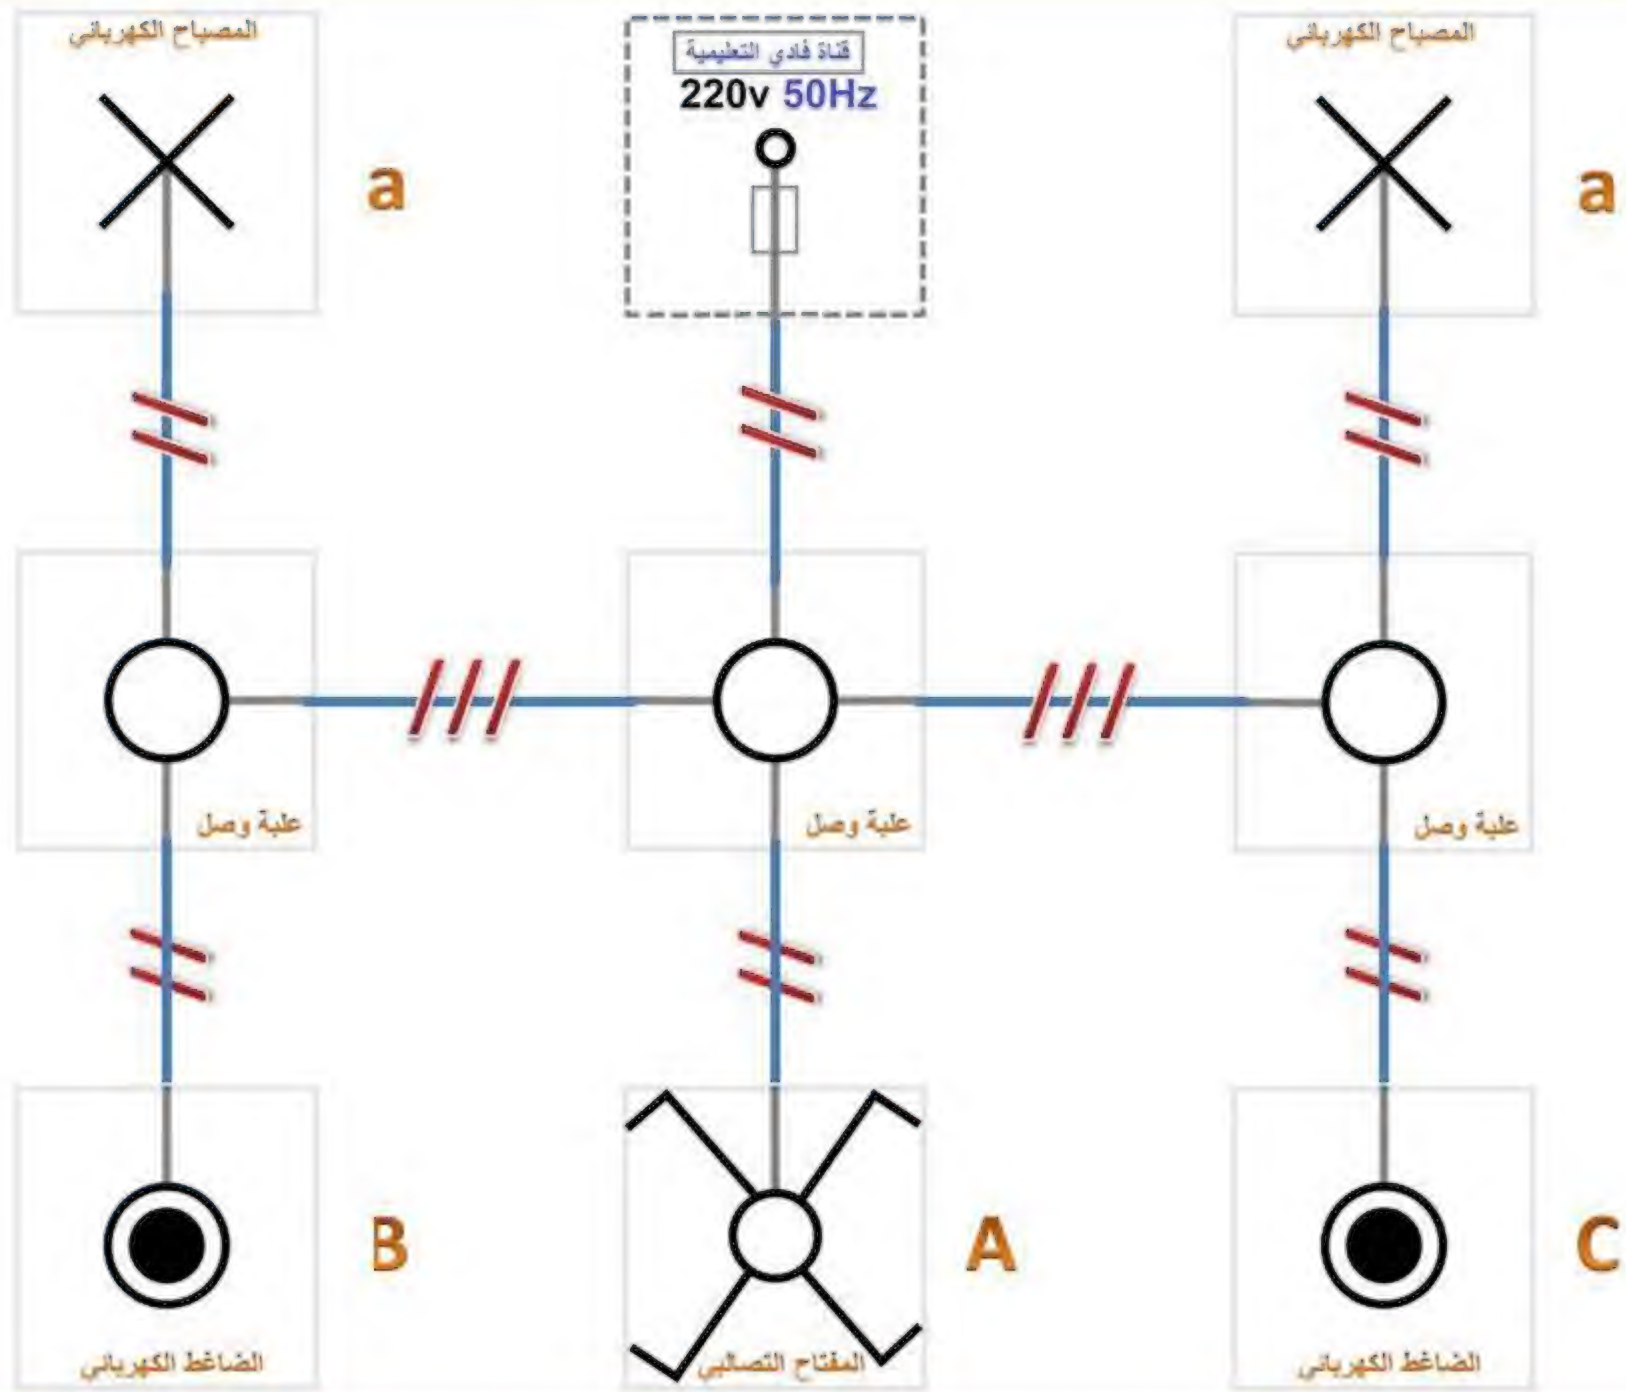 المصباح الكهربائي
قناة فادي التعليمية
المصباح الكهربائي
220v 50Hz
a
a
علبة وصل
علبة وصل
علبة وصل
B
A
C
الضاغط الكهربائي
المفتاح التصالبي
الضاغط الكهربائي